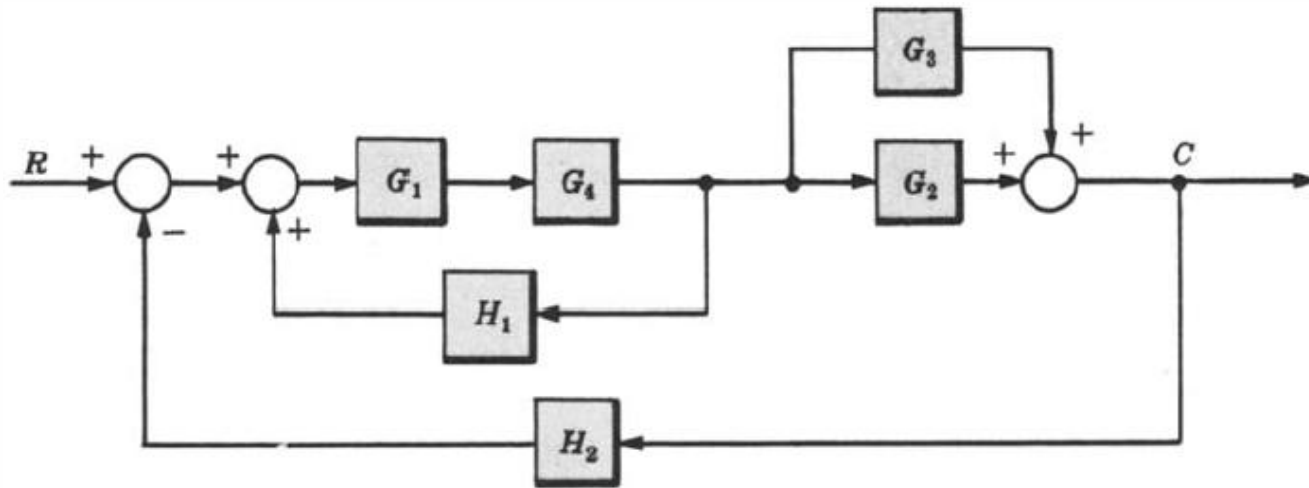 G₃
R + + G₁ G₄ G₂ + + C
− +
H₁
H₂